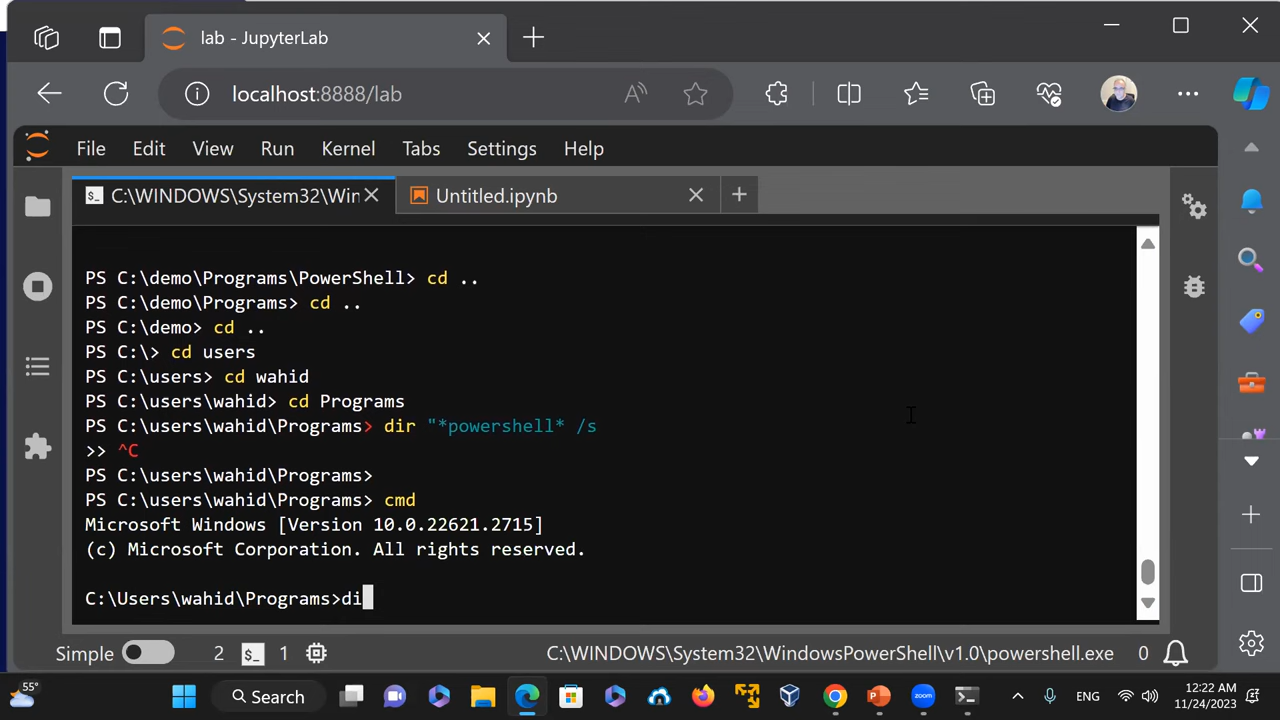 lab - JupyterLab
localhost:8888/lab
File Edit View Run Kernel Tabs Settings Help
C:\WINDOWS\System32\Win
Untitled.ipynb
PS C:\demo\Programs\PowerShell> cd ..
PS C:\demo\Programs> cd ..
PS C:\demo> cd ..
PS C:\> cd users
PS C:\users> cd wahid
PS C:\users\wahid> cd Programs
PS C:\users\wahid\Programs> dir "*powershell* /s
>> ^C
PS C:\users\wahid\Programs>
PS C:\users\wahid\Programs> cmd
Microsoft Windows [Version 10.0.22621.2715]
(c) Microsoft Corporation. All rights reserved.
C:\Users\wahid\Programs>di
Simple 2 1 C:\WINDOWS\System32\WindowsPowerShell\v1.0\powershell.exe 0
55°
Search
ENG
12:22 AM
11/24/2023